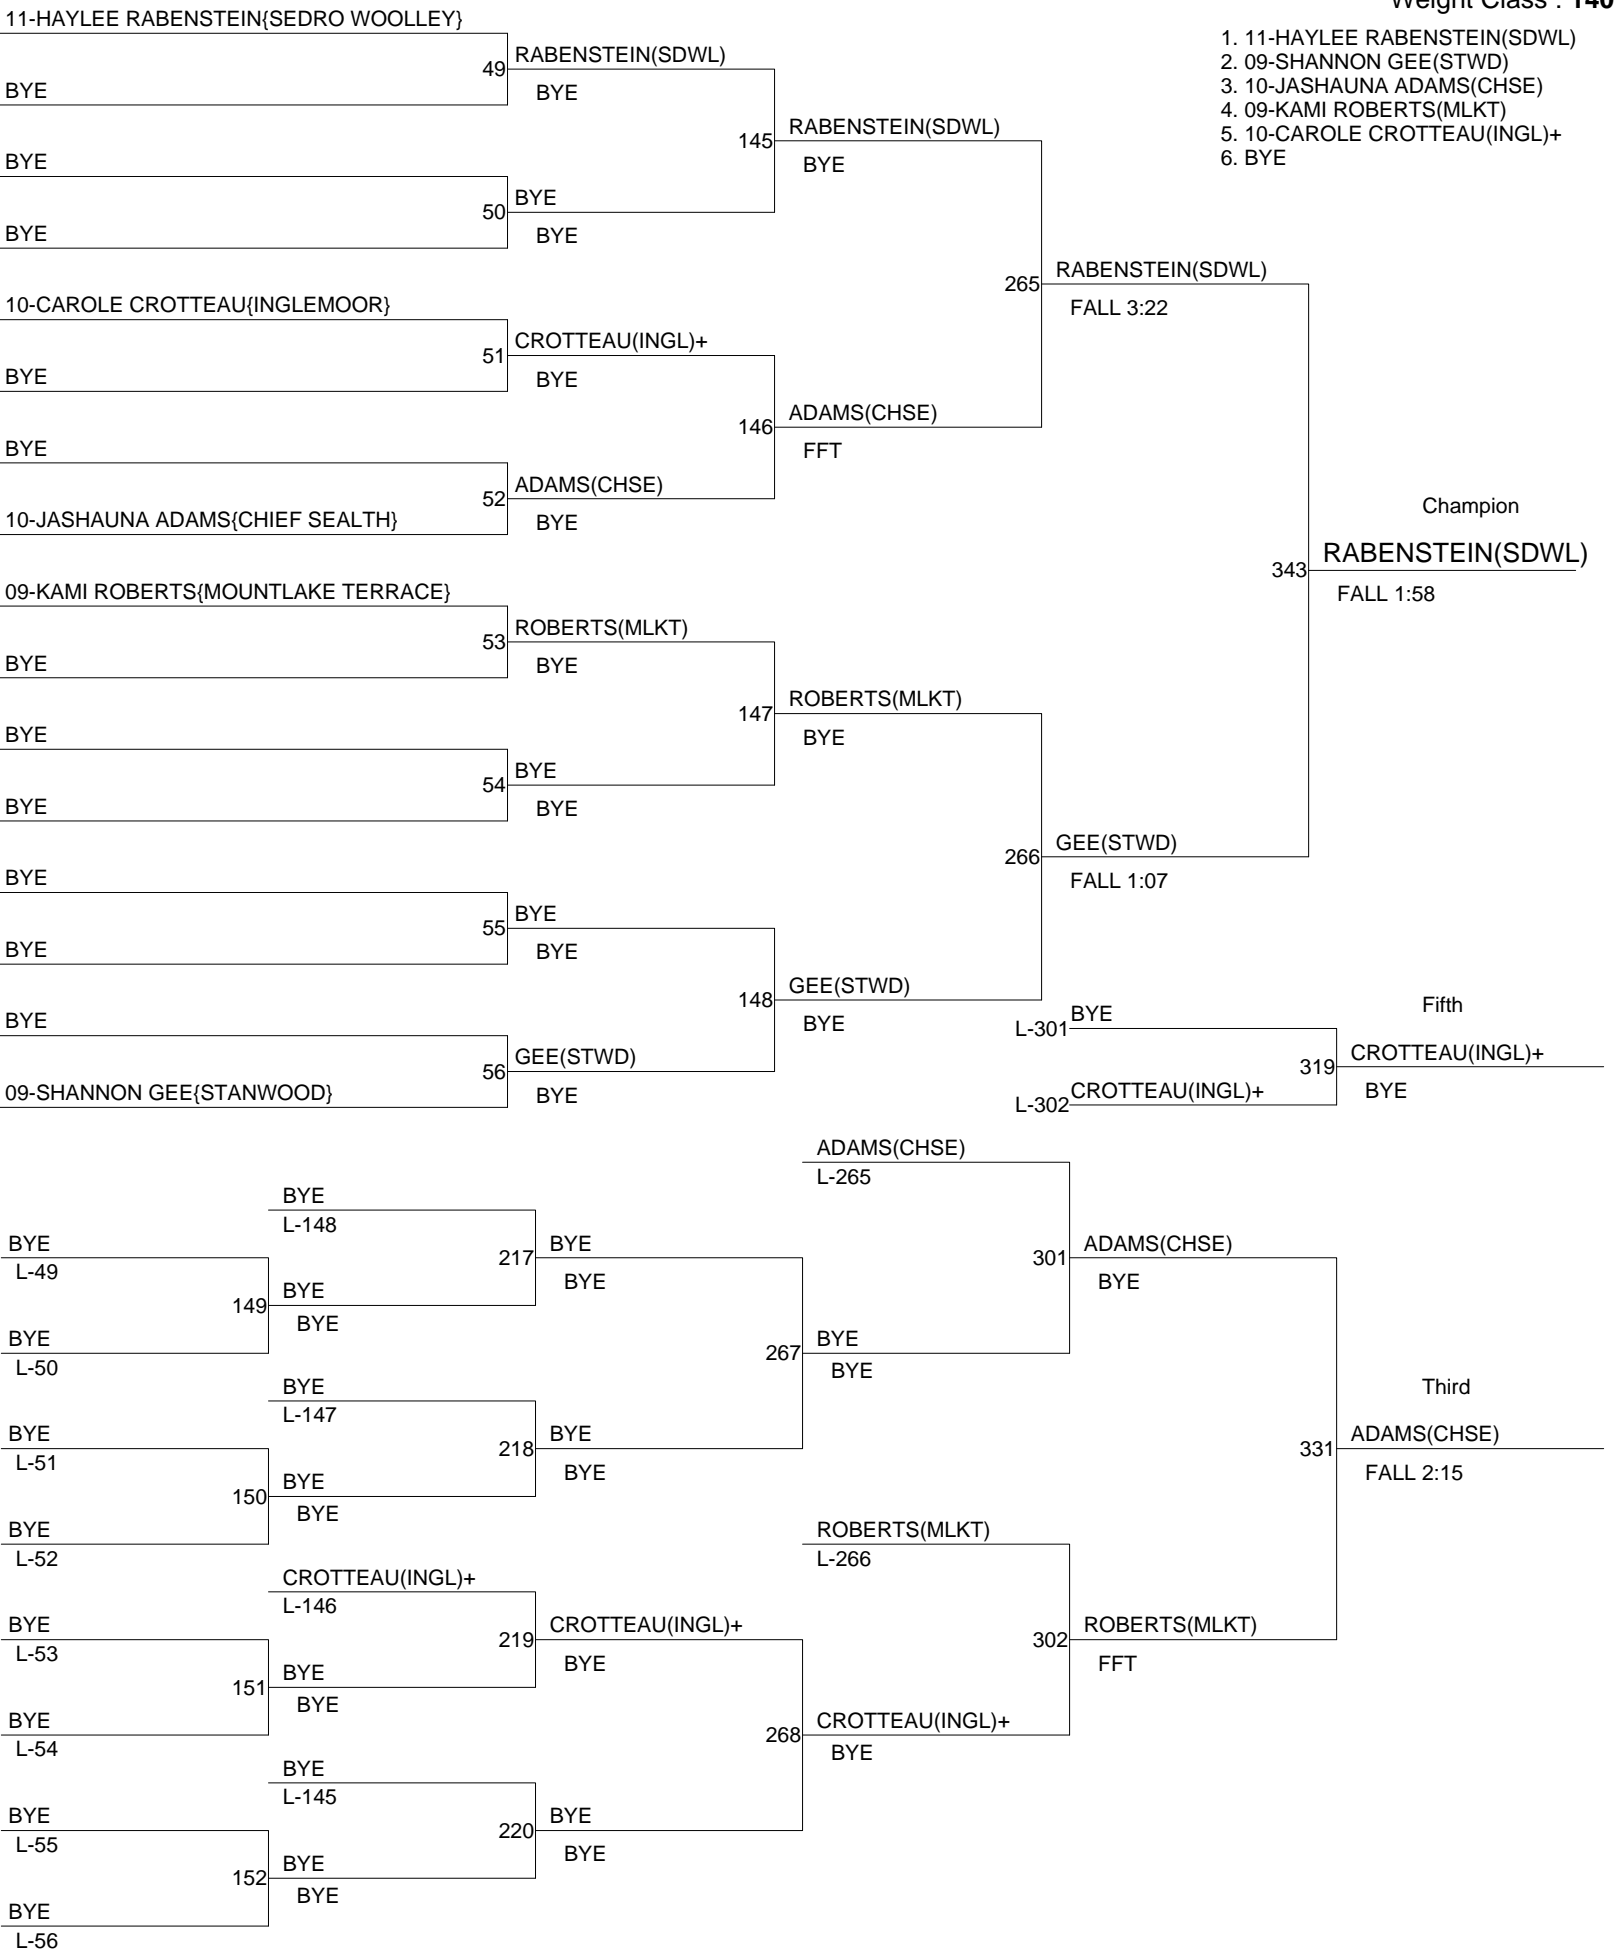 Weight Class : 140
1. 11-HAYLEE RABENSTEIN(SDWL)
2. 09-SHANNON GEE(STWD)
3. 10-JASHAUNA ADAMS(CHSE)
4. 09-KAMI ROBERTS(MLKT)
5. 10-CAROLE CROTTEAU(INGL)+
6. BYE
11-HAYLEE RABENSTEIN{SEDRO WOOLLEY}
BYE
BYE
BYE
10-CAROLE CROTTEAU{INGLEMOOR}
BYE
BYE
10-JASHAUNA ADAMS{CHIEF SEALTH}
09-KAMI ROBERTS{MOUNTLAKE TERRACE}
BYE
BYE
BYE
BYE
BYE
BYE
09-SHANNON GEE{STANWOOD}
49
RABENSTEIN(SDWL)
BYE
50
BYE
BYE
51
CROTTEAU(INGL)+
BYE
52
ADAMS(CHSE)
BYE
53
ROBERTS(MLKT)
BYE
54
BYE
BYE
55
BYE
BYE
56
GEE(STWD)
BYE
145
RABENSTEIN(SDWL)
BYE
146
ADAMS(CHSE)
FFT
147
ROBERTS(MLKT)
BYE
148
GEE(STWD)
BYE
265
RABENSTEIN(SDWL)
FALL 3:22
266
GEE(STWD)
FALL 1:07
Champion
343
RABENSTEIN(SDWL)
FALL 1:58
L-301
BYE
L-302
CROTTEAU(INGL)+
Fifth
319
CROTTEAU(INGL)+
BYE
BYE
L-49
BYE
L-50
BYE
L-51
BYE
L-52
BYE
L-53
BYE
L-54
BYE
L-55
BYE
L-56
BYE
L-148
149
BYE
BYE
BYE
L-147
150
BYE
BYE
CROTTEAU(INGL)+
L-146
151
BYE
BYE
BYE
L-145
152
BYE
BYE
217
BYE
BYE
218
BYE
BYE
219
CROTTEAU(INGL)+
BYE
220
BYE
BYE
ADAMS(CHSE)
L-265
267
BYE
BYE
ROBERTS(MLKT)
L-266
268
CROTTEAU(INGL)+
BYE
301
ADAMS(CHSE)
BYE
302
ROBERTS(MLKT)
FFT
Third
331
ADAMS(CHSE)
FALL 2:15